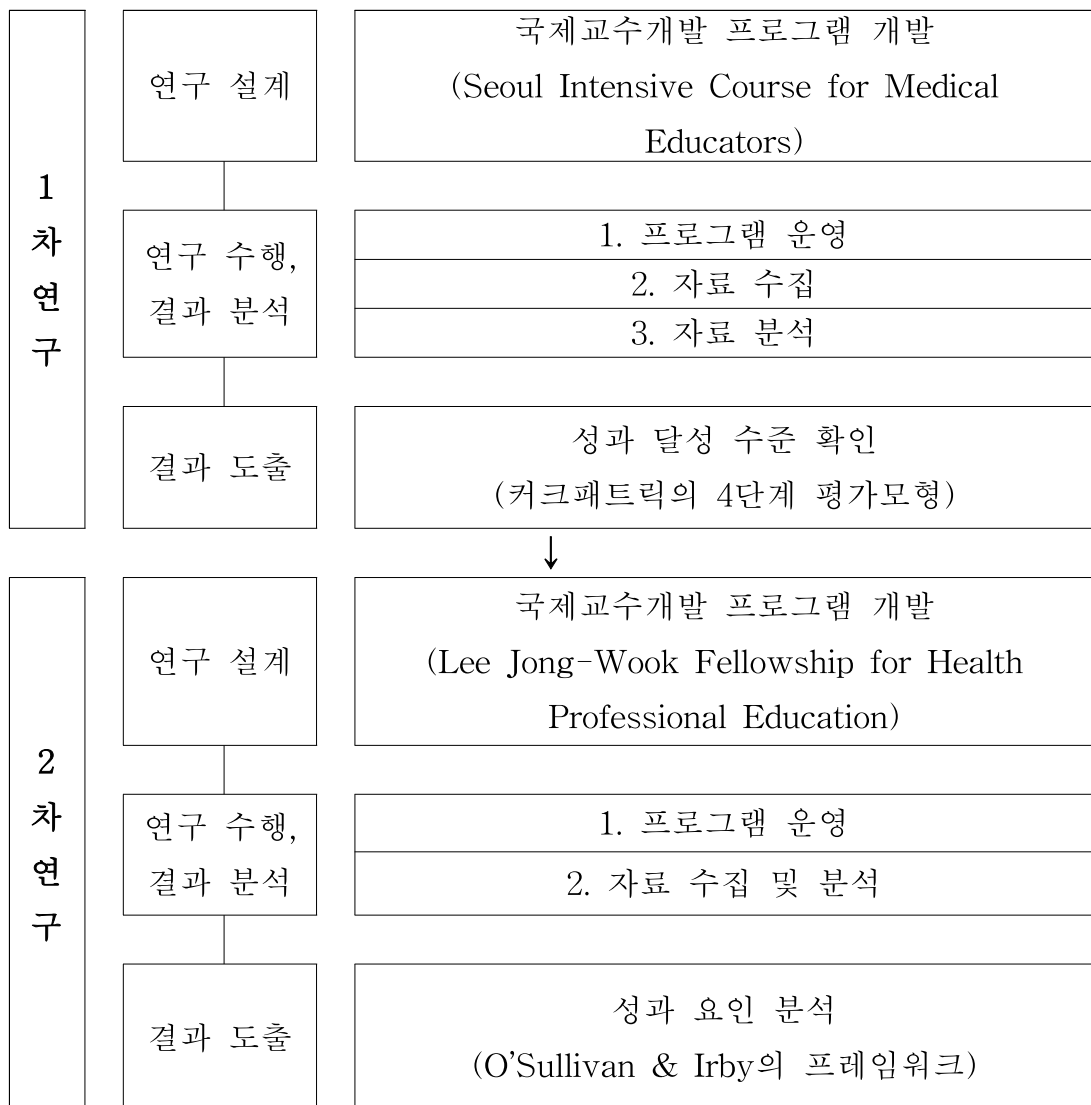 1
차
연
구
연구 설계
국제교수개발 프로그램 개발
(Seoul Intensive Course for Medical
Educators)
연구 수행,
결과 분석
1. 프로그램 운영
2. 자료 수집
3. 자료 분석
결과 도출
성과 달성 수준 확인
(커크패트릭의 4단계 평가모형)
↓
2
차
연
구
연구 설계
국제교수개발 프로그램 개발
(Lee Jong-Wook Fellowship for Health
Professional Education)
연구 수행,
결과 분석
1. 프로그램 운영
2. 자료 수집 및 분석
결과 도출
성과 요인 분석
(O’Sullivan & Irby의 프레임워크)